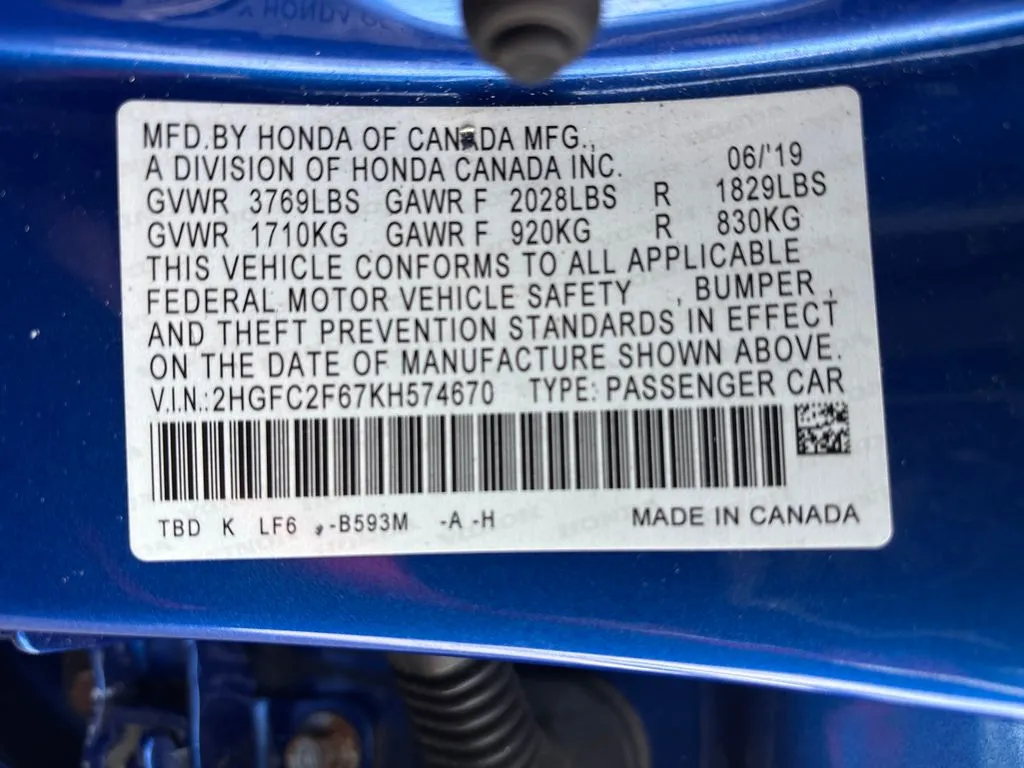 MFD.BY HONDA OF CANADA MFG.,
A DIVISION OF HONDA CANADA INC. 06/'19
GVWR 3769LBS GAWR F 2028LBS R 1829LBS
GVWR 1710KG GAWR F 920KG R 830KG
THIS VEHICLE CONFORMS TO ALL APPLICABLE
FEDERAL MOTOR VEHICLE SAFETY , BUMPER ,
AND THEFT PREVENTION STANDARDS IN EFFECT
ON THE DATE OF MANUFACTURE SHOWN ABOVE.
V.I.N.:2HGFC2F67KH574670 TYPE: PASSENGER CAR
TBD K LF6 -B593M -A -H MADE IN CANADA